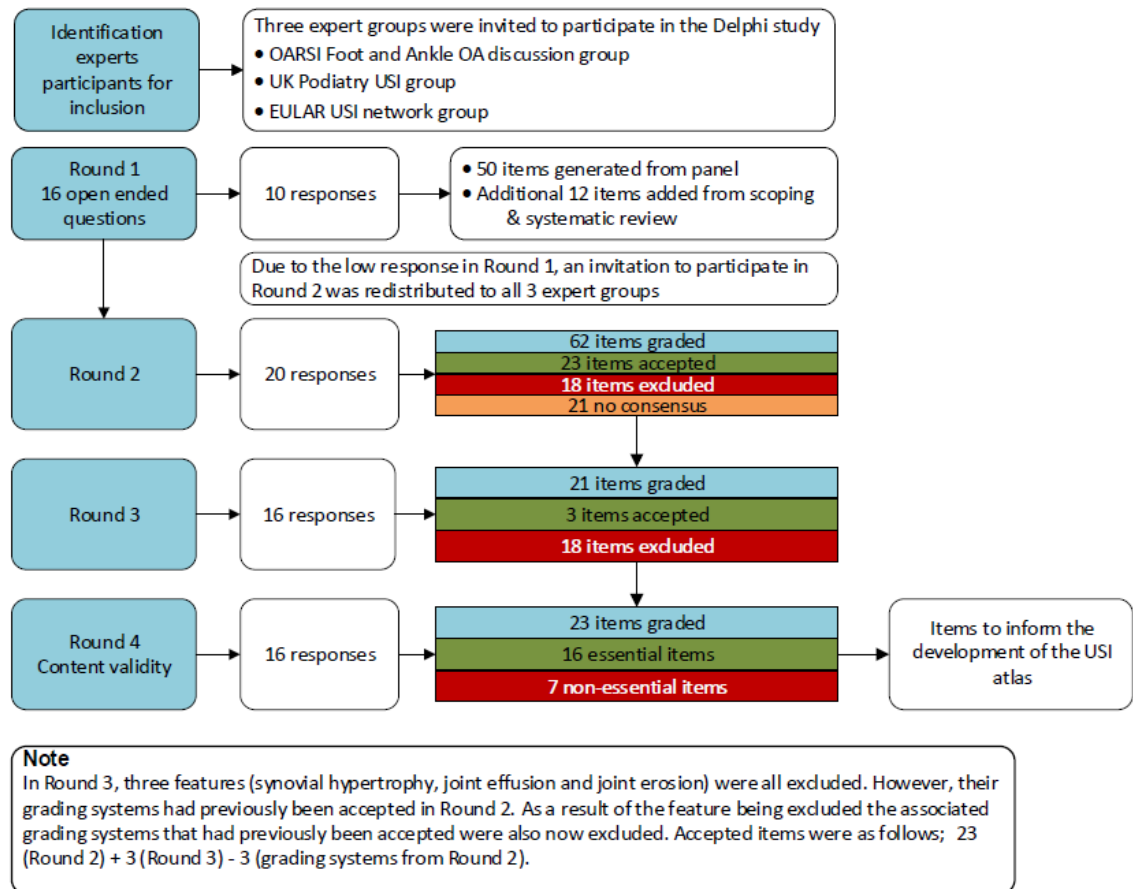 Identification
experts
participants for
inclusion
Three expert groups were invited to participate in the Delphi study
• OARSI Foot and Ankle OA discussion group
• UK Podiatry USI group
• EULAR USI network group
Round 1
16 open ended
questions
10 responses
• 50 items generated from panel
• Additional 12 items added from scoping
& systematic review
Due to the low response in Round 1, an invitation to participate in
Round 2 was redistributed to all 3 expert groups
Round 2
20 responses
62 items graded
23 items accepted
18 items excluded
21 no consensus
Round 3
16 responses
21 items graded
3 items accepted
18 items excluded
Round 4
Content validity
16 responses
23 items graded
16 essential items
7 non-essential items
Items to inform the
development of the USI
atlas
Note
In Round 3, three features (synovial hypertrophy, joint effusion and joint erosion) were all excluded. However, their
grading systems had previously been accepted in Round 2. As a result of the feature being excluded the associated
grading systems that had previously been accepted were also now excluded. Accepted items were as follows; 23
(Round 2) + 3 (Round 3) - 3 (grading systems from Round 2).